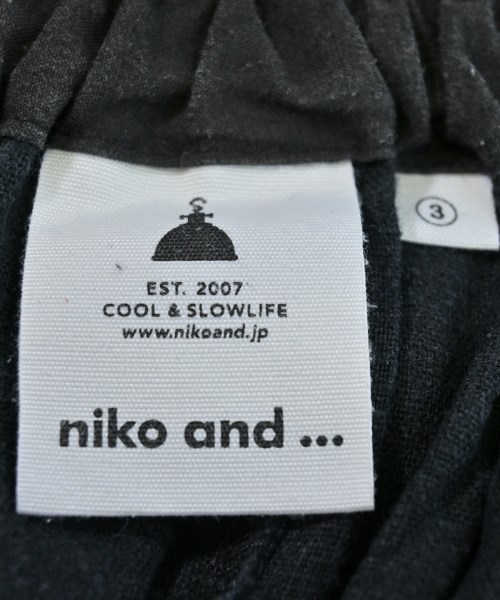 EST. 2007
COOL & SLOWLIFE
www.nikoand.jp
niko and ...
3